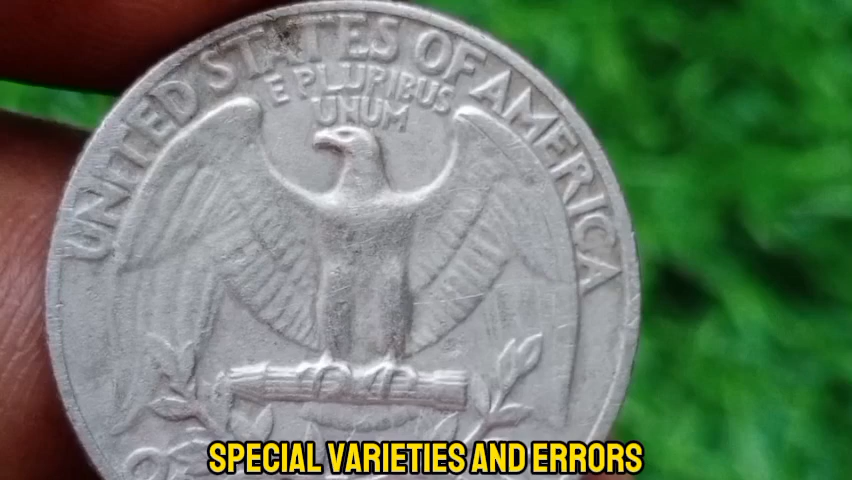 UNITED STATES OF AMERICA
E PLURIBUS
UNUM
SPECIAL VARIETIES AND ERRORS